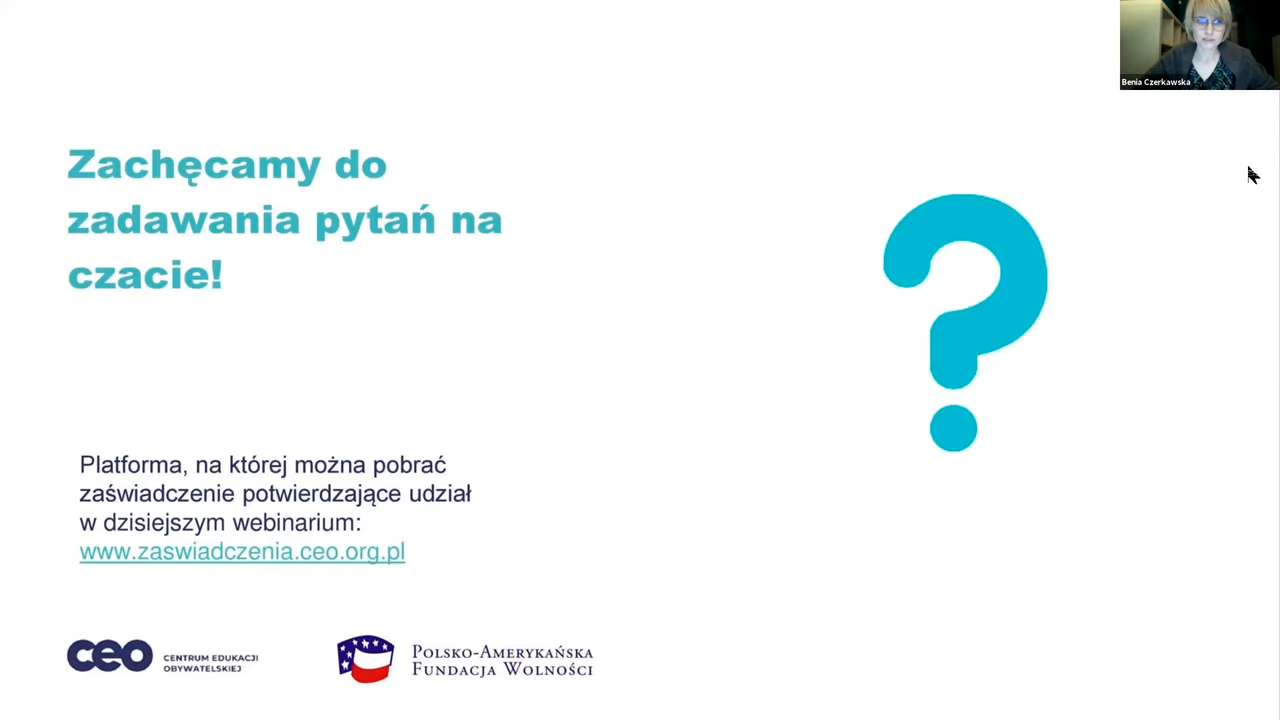 Benia Czerkawska
Zachęcamy do
zadawania pytań na
czacie!
?
Platforma, na której można pobrać
zaświadczenie potwierdzające udział
w dzisiejszym webinarium:
www.zaswiadczenia.ceo.org.pl
ceo CENTRUM EDUKACJI
OBYWATELSKIEJ
POLSKO-AMERYKAŃSKA
FUNDACJA WOLNOŚCI